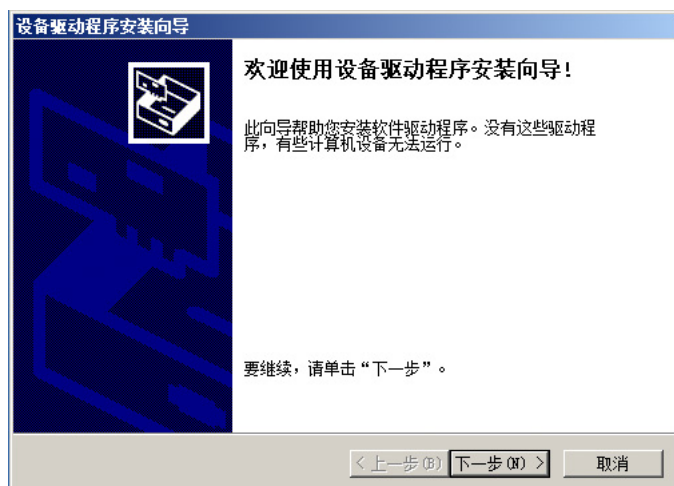 设备驱动程序安装向导
欢迎使用设备驱动程序安装向导!
此向导帮助您安装软件驱动程序。没有这些驱动程
序，有些计算机设备无法运行。
要继续，请单击“下一步”。
< 上一步(B) 下一步(N) > 取消